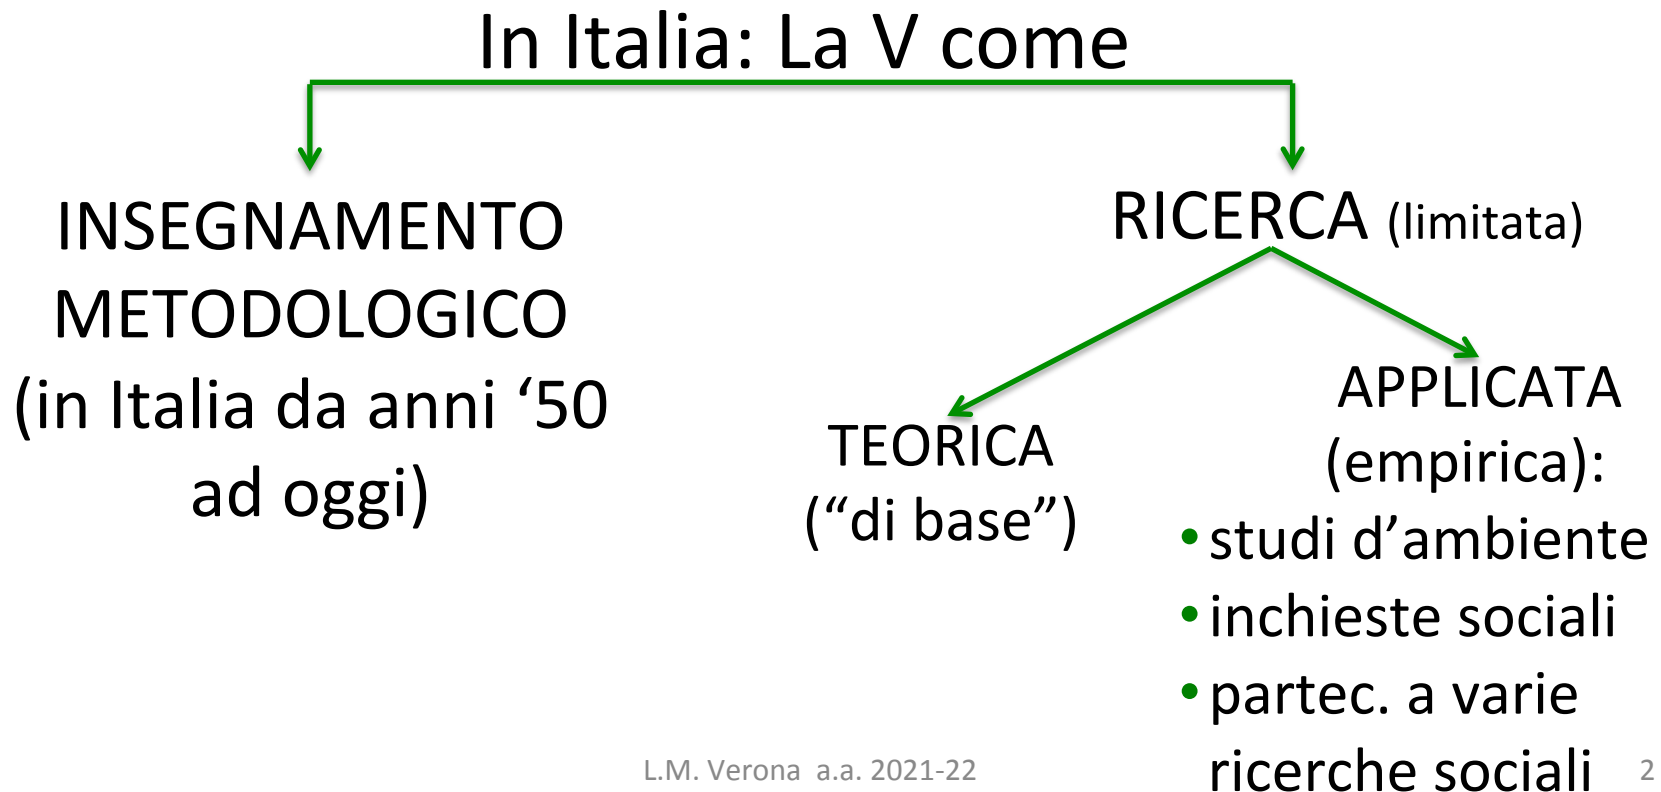 In Italia: La V come
INSEGNAMENTO
METODOLOGICO
(in Italia da anni ‘50
ad oggi)
RICERCA (limitata)
TEORICA
(“di base”)
APPLICATA
(empirica):
• studi d’ambiente
• inchieste sociali
• partec. a varie
ricerche sociali
L.M. Verona a.a. 2021-22
2